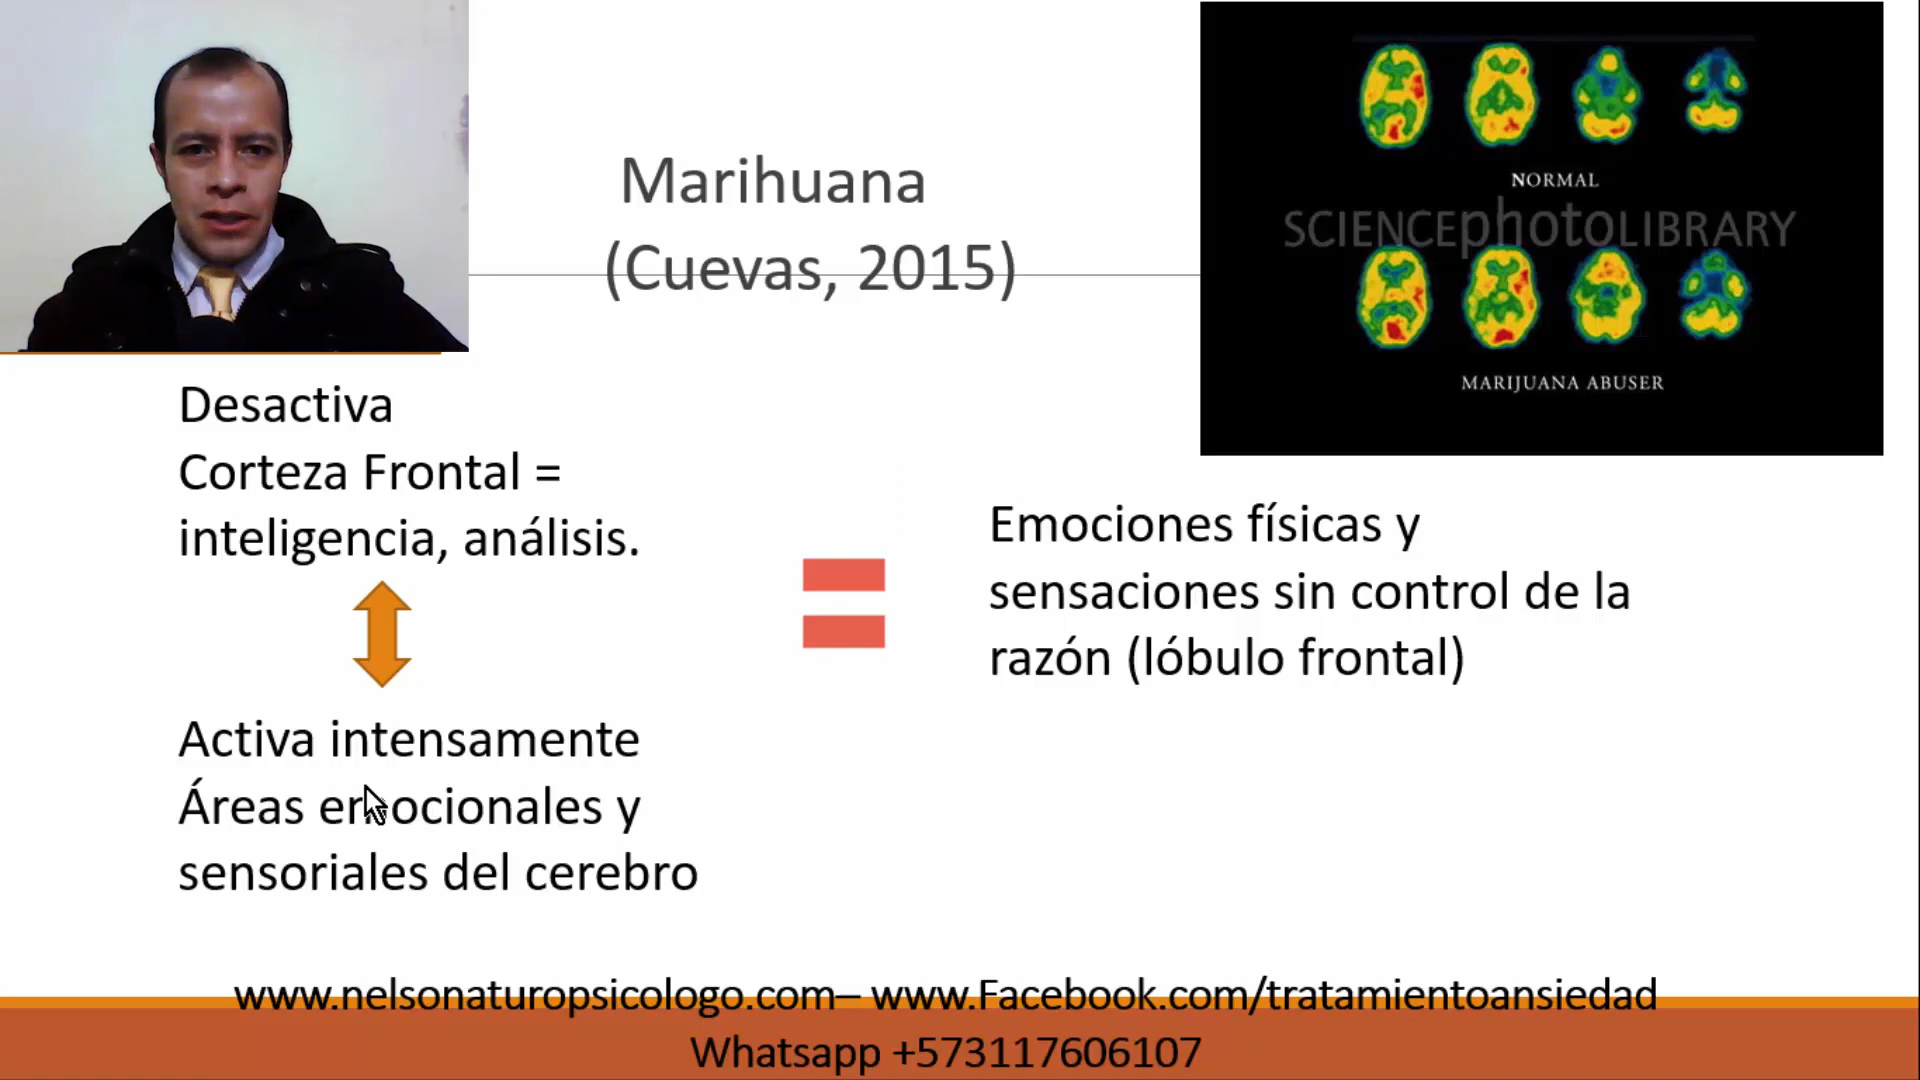 Marihuana
(Cuevas, 2015)
NORMAL
SCIENCEphotoLIBRARY
MARIJUANA ABUSER
Desactiva
Corteza Frontal =
inteligencia, análisis.
Activa intensamente
Áreas emocionales y
sensoriales del cerebro
Emociones físicas y
sensaciones sin control de la
razón (lóbulo frontal)
www.nelsonaturopsicologo.com– www.Facebook.com/tratamientoansiedad
Whatsapp +573117606107